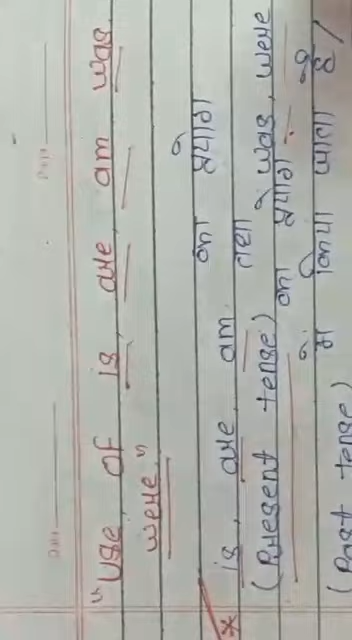 "Use of is, are, am, was,
were."
* is, are, am, का प्रयोग
(Present tense) तथा was, were
का प्रयोग
(Past tense) में किया जाता है /